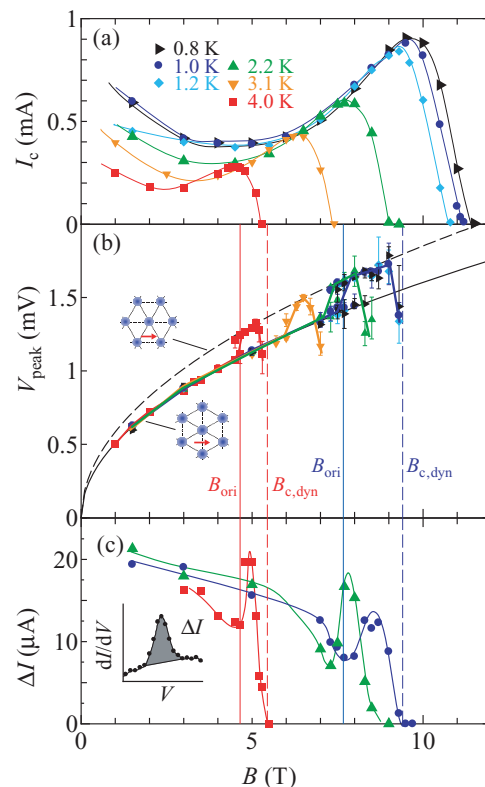 (a)
0.8 K
1.0 K
1.2 K
2.2 K
3.1 K
4.0 K
1
0.5
0
I_c (mA)
(b)
1.5
1
0.5
0
V_peak (mV)
B_ori
B_c,dyn
B_ori
B_c,dyn
(c)
20
10
0
ΔI (μA)
dI/dV
ΔI
V
0
5
10
B (T)